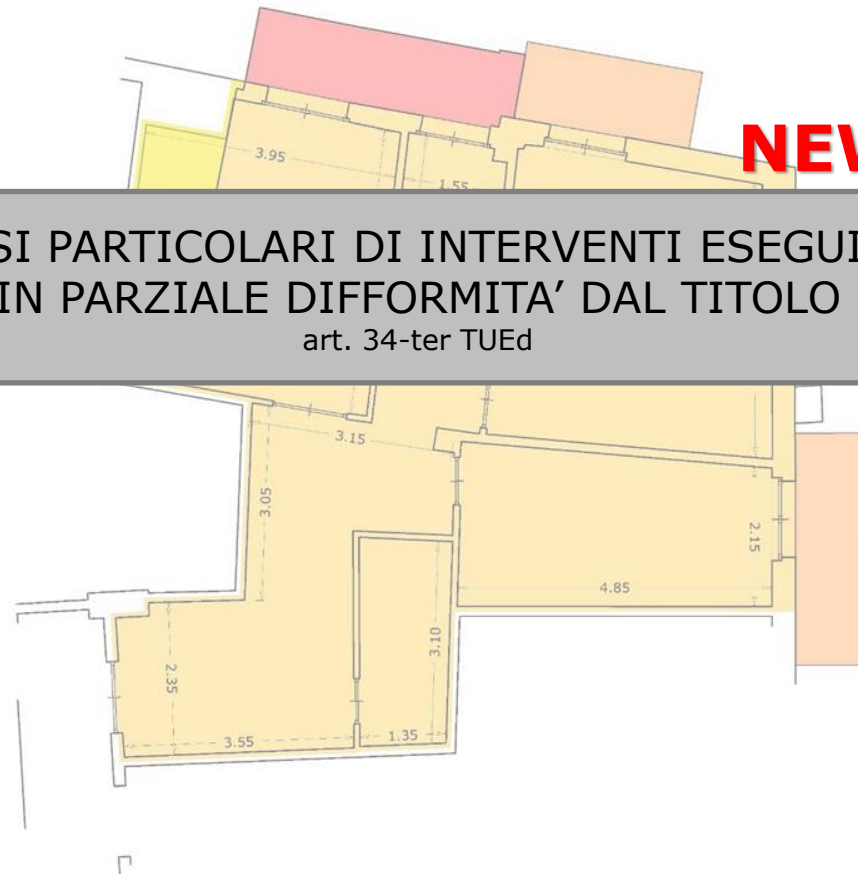 3.95
1.55
NEW
SI PARTICOLARI DI INTERVENTI ESEGUI
IN PARZIALE DIFFORMITA’ DAL TITOLO
art. 34-ter TUEd
3.15
3.05
2.15
4.85
3.10
2.35
3.55
1.35